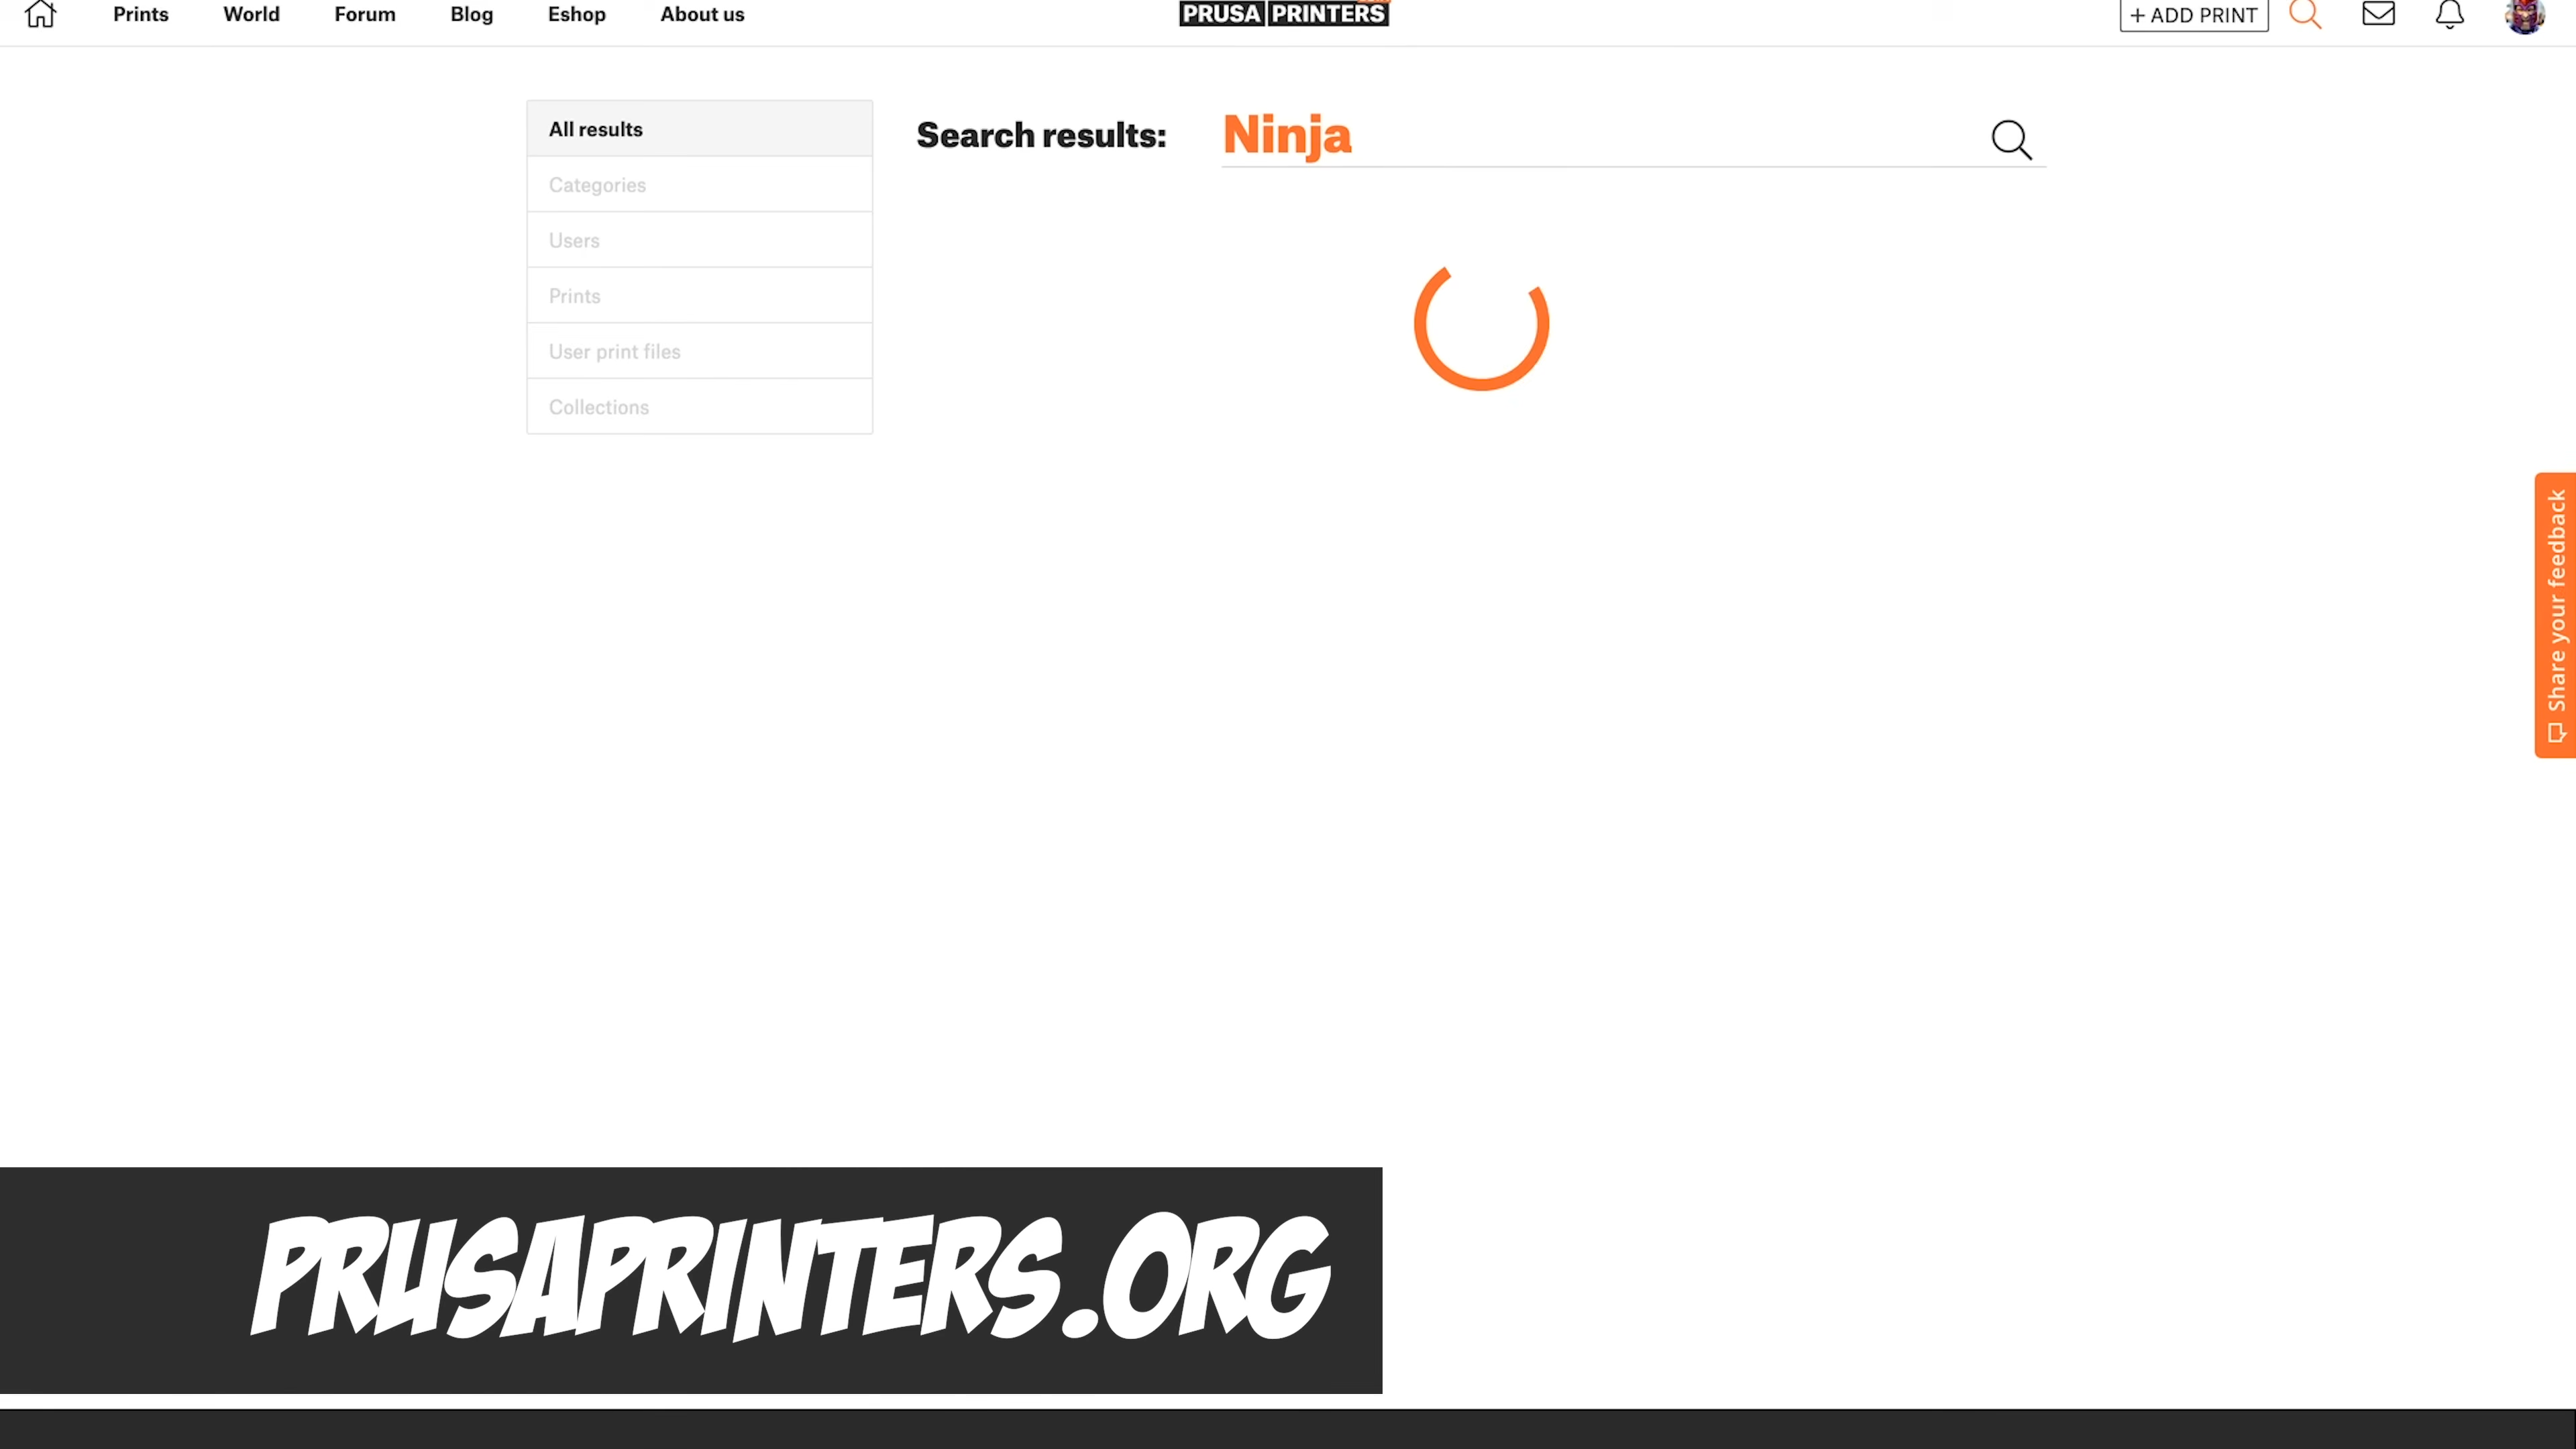 Prints World Forum Blog Eshop About us
PRUSA PRINTERS
+ ADD PRINT
All results
Categories
Users
Prints
User print files
Collections
Search results: Ninja
Share your feedback
PRUSAPRINTERS.ORG